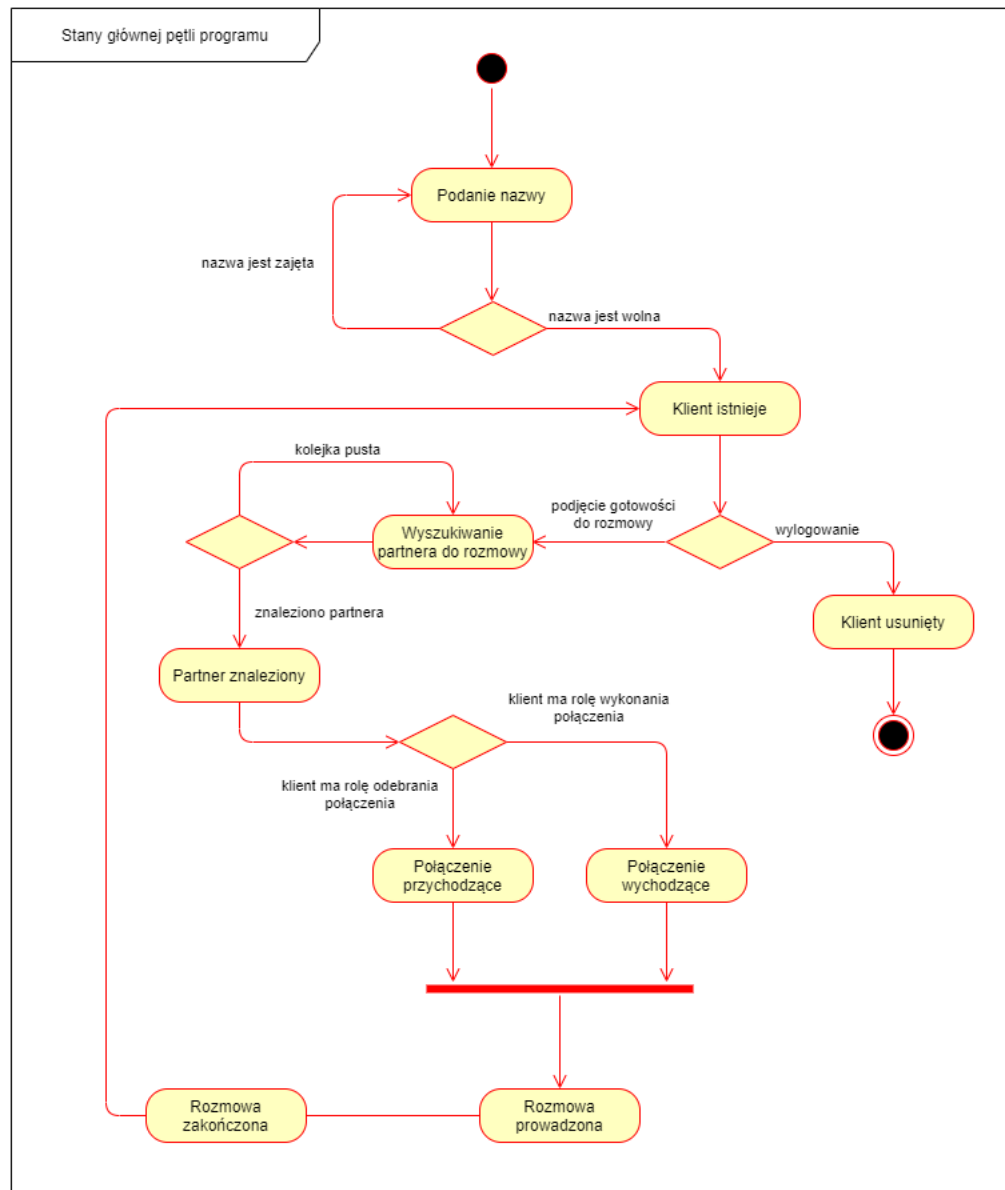 Stany głównej pętli programu
Podanie nazwy
nazwa jest zajęta
nazwa jest wolna
Klient istnieje
kolejka pusta
podjęcie gotowości
do rozmowy
wylogowanie
Wyszukiwanie
partnera do rozmowy
Klient usunięty
znaleziono partnera
Partner znaleziony
klient ma rolę wykonania
połączenia
klient ma rolę odebrania
połączenia
Połączenie
przychodzące
Połączenie
wychodzące
Rozmowa
zakończona
Rozmowa
prowadzona